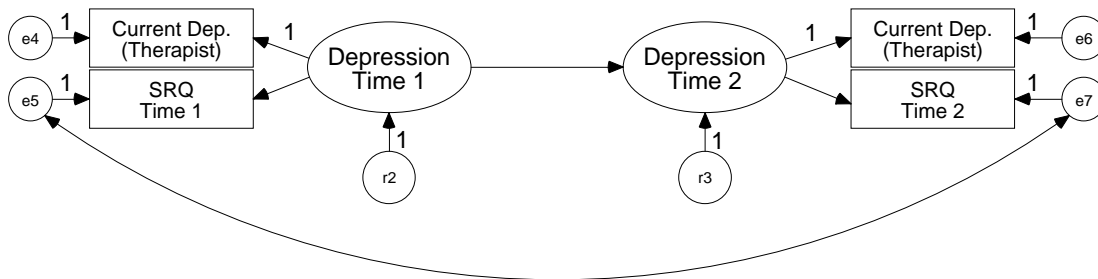 e4
1
Current Dep.
(Therapist)
1
Depression
Time 1
Depression
Time 2
1
Current Dep.
(Therapist)
1
e6
e5
1
SRQ
Time 1
SRQ
Time 2
1
e7
1
r2
1
r3